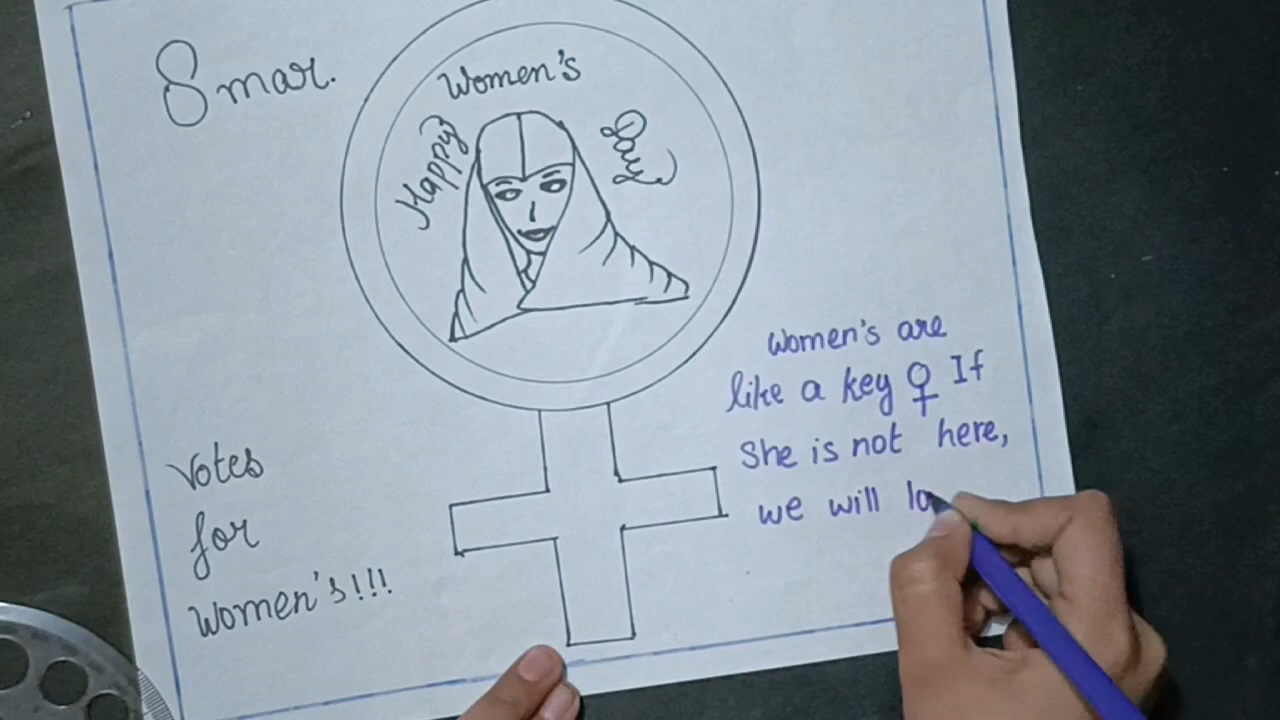 8 mar.
Women's
Happy
Day
Women's are
like a key ♀ If
She is not here,
we will lo
Votes
for
Women's!!!